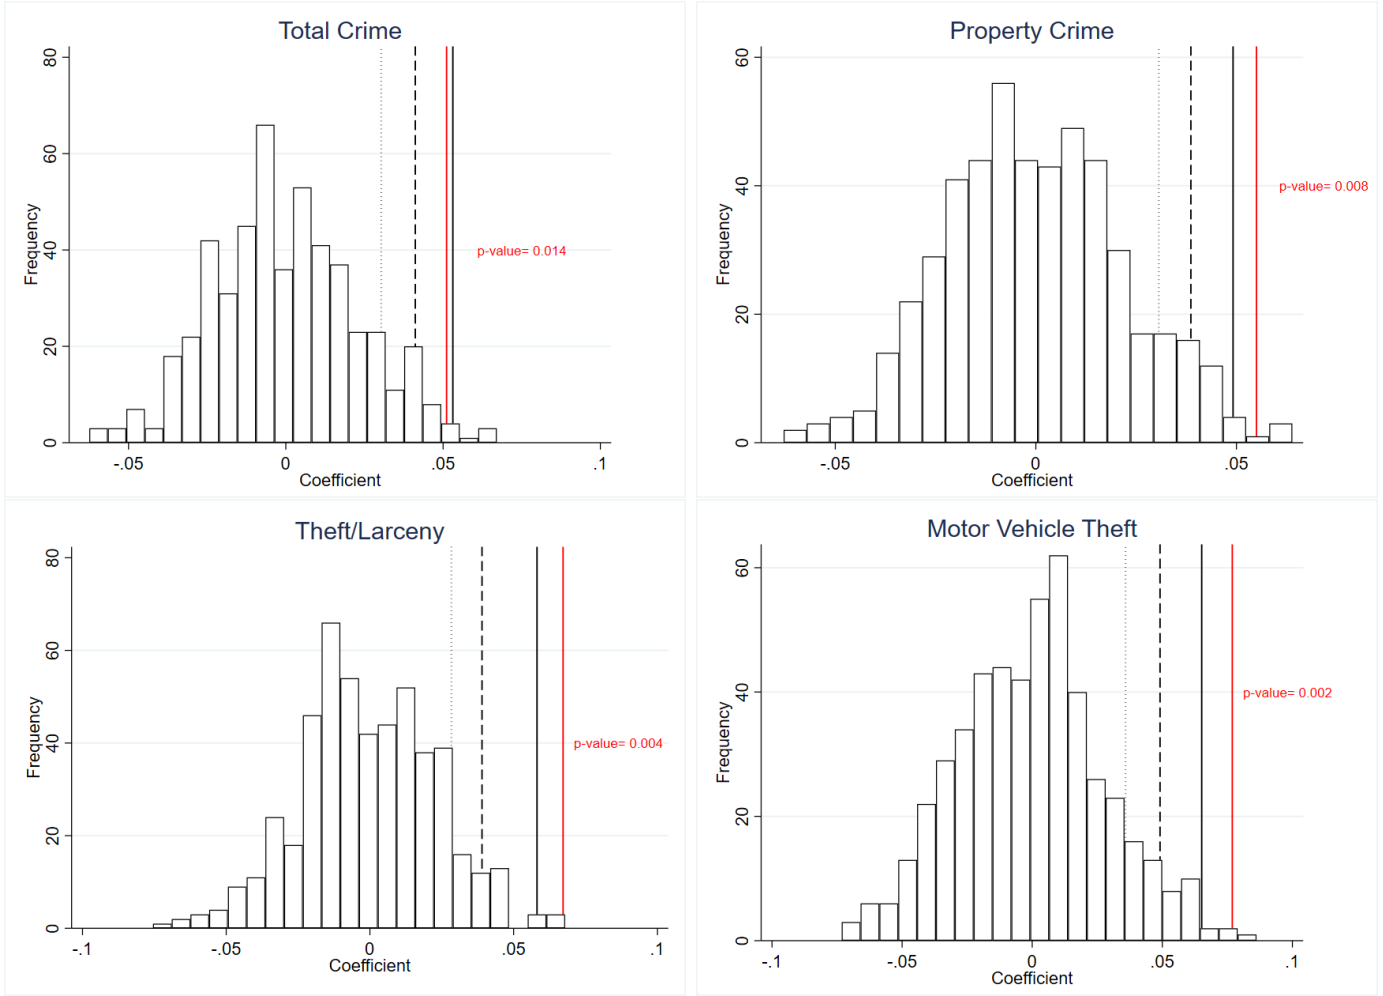 Total Crime
80
60
40
20
0
Frequency
p-value= 0.014
-.05
0
.05
.1
Coefficient
Property Crime
60
40
20
0
Frequency
p-value= 0.008
-.05
0
.05
Coefficient
Theft/Larceny
80
60
40
20
0
Frequency
p-value= 0.004
-.1
-.05
0
.05
.1
Coefficient
Motor Vehicle Theft
60
40
20
0
Frequency
p-value= 0.002
-.1
-.05
0
.05
.1
Coefficient